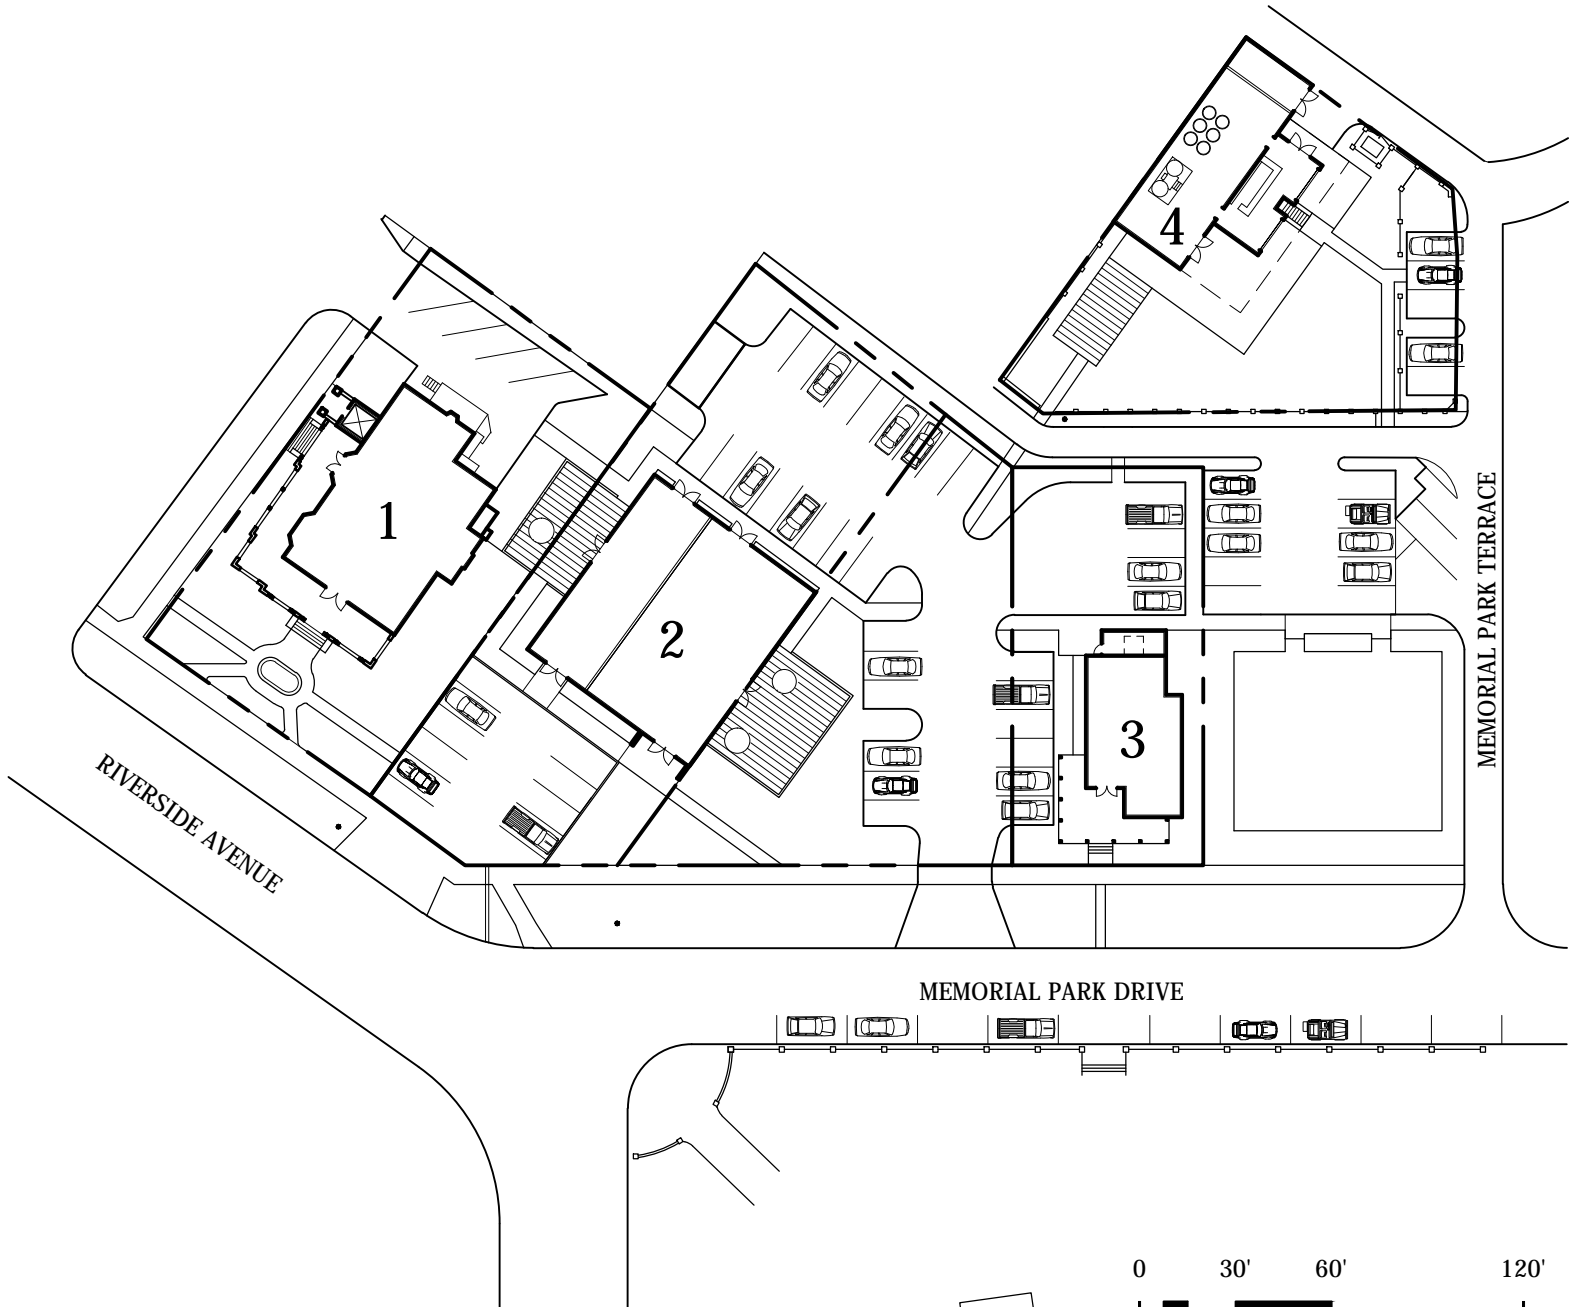 4
1
2
3
MEMORIAL PARK TERRACE
RIVERSIDE AVENUE
MEMORIAL PARK DRIVE
0 30' 60' 120'